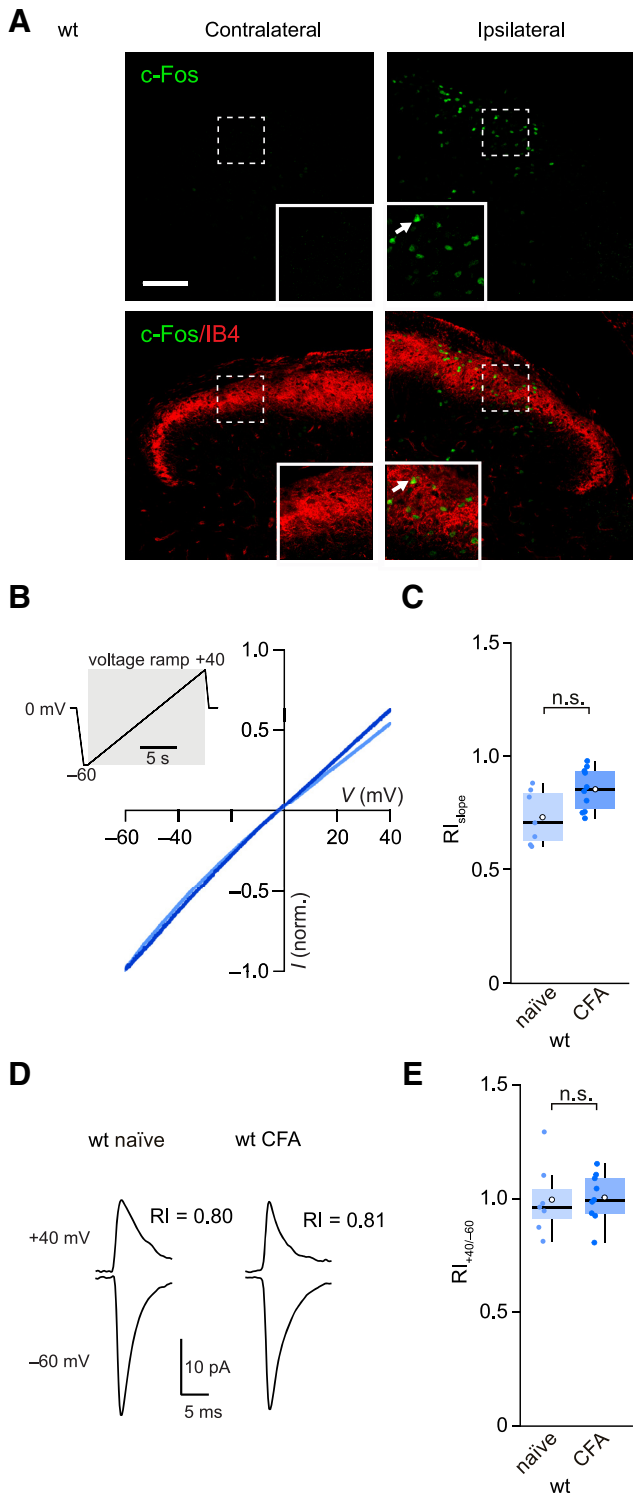 A
wt Contralateral Ipsilateral
c-Fos
c-Fos/IB4
B
voltage ramp +40
0 mV
–60
5 s
1.0
0.5
V (mV)
–60 –40 20 40
–0.5
–1.0
I (norm.)
C
1.5
1.0
0.5
0
RIslope
n.s.
naïve CFA
wt
D
wt naïve wt CFA
+40 mV
RI = 0.80 RI = 0.81
–60 mV
10 pA
5 ms
E
1.5
1.0
0.5
0
RI+40/–60
n.s.
naïve CFA
wt